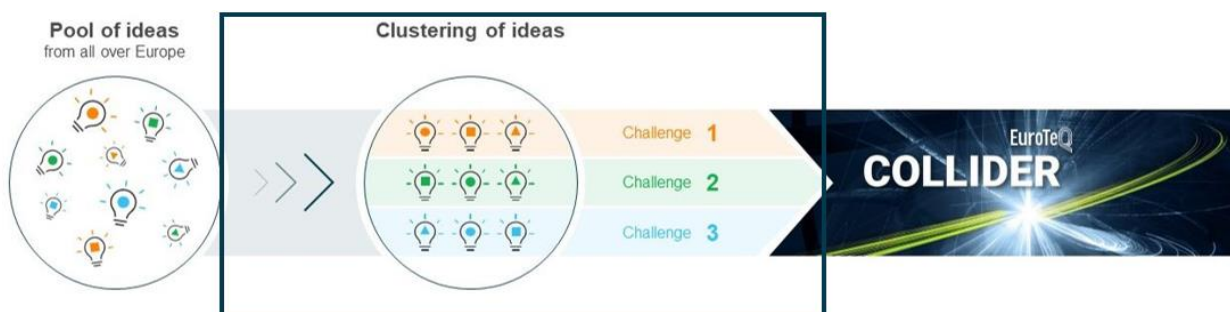 Pool of ideas
from all over Europe
Clustering of ideas
Challenge 1
Challenge 2
Challenge 3
EuroTeQ
COLLIDER